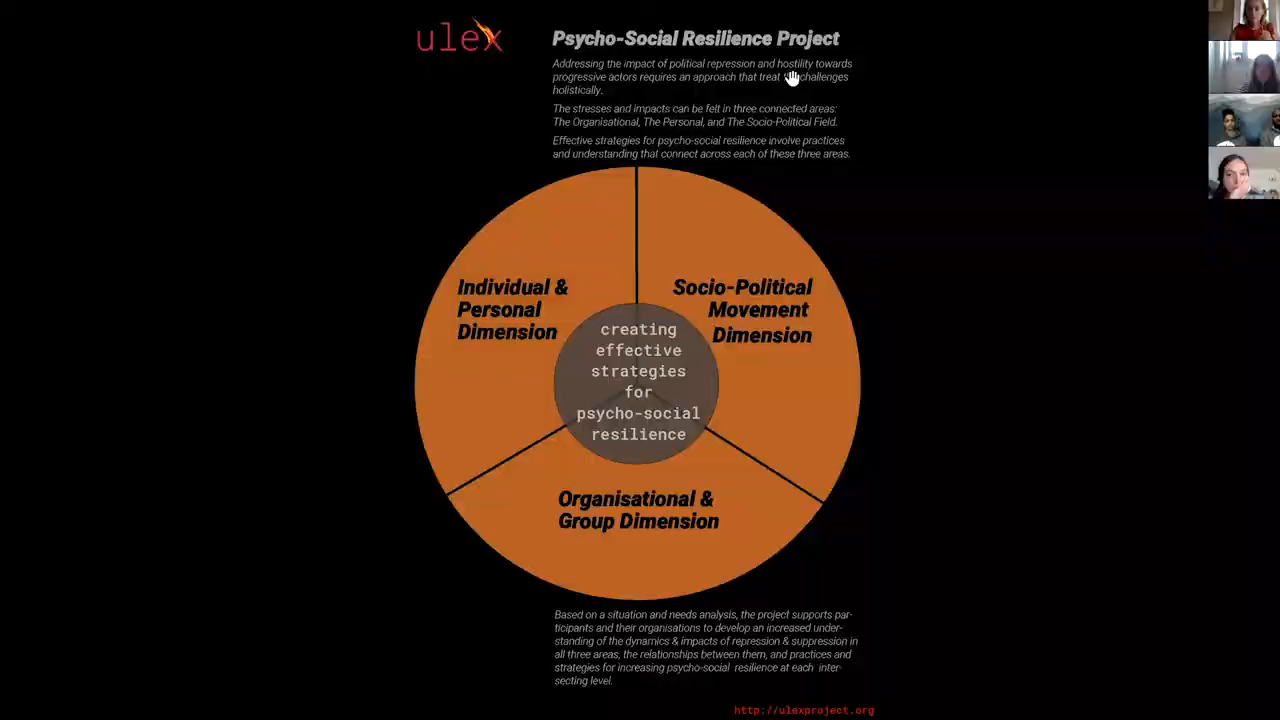 ulex
Psycho-Social Resilience Project
Addressing the impact of political repression and hostility towards
progressive actors requires an approach that treat challenges
holistically.
The stresses and impacts can be felt in three connected areas:
The Organisational, The Personal, and The Socio-Political Field.
Effective strategies for psycho-social resilience involve practices
and understanding that connect across each of these three areas.
Individual &
Personal
Dimension
Socio-Political
Movement
Dimension
creating
effective
strategies
for
psycho-social
resilience
Organisational &
Group Dimension
Based on a situation and needs analysis, the project supports par-
ticipants and their organisations to develop an increased under-
standing of the dynamics & impacts of repression & suppression in
all three areas, the relationships between them, and practices and
strategies for increasing psycho-social resilience at each inter-
secting level.
http://ulexproject.org